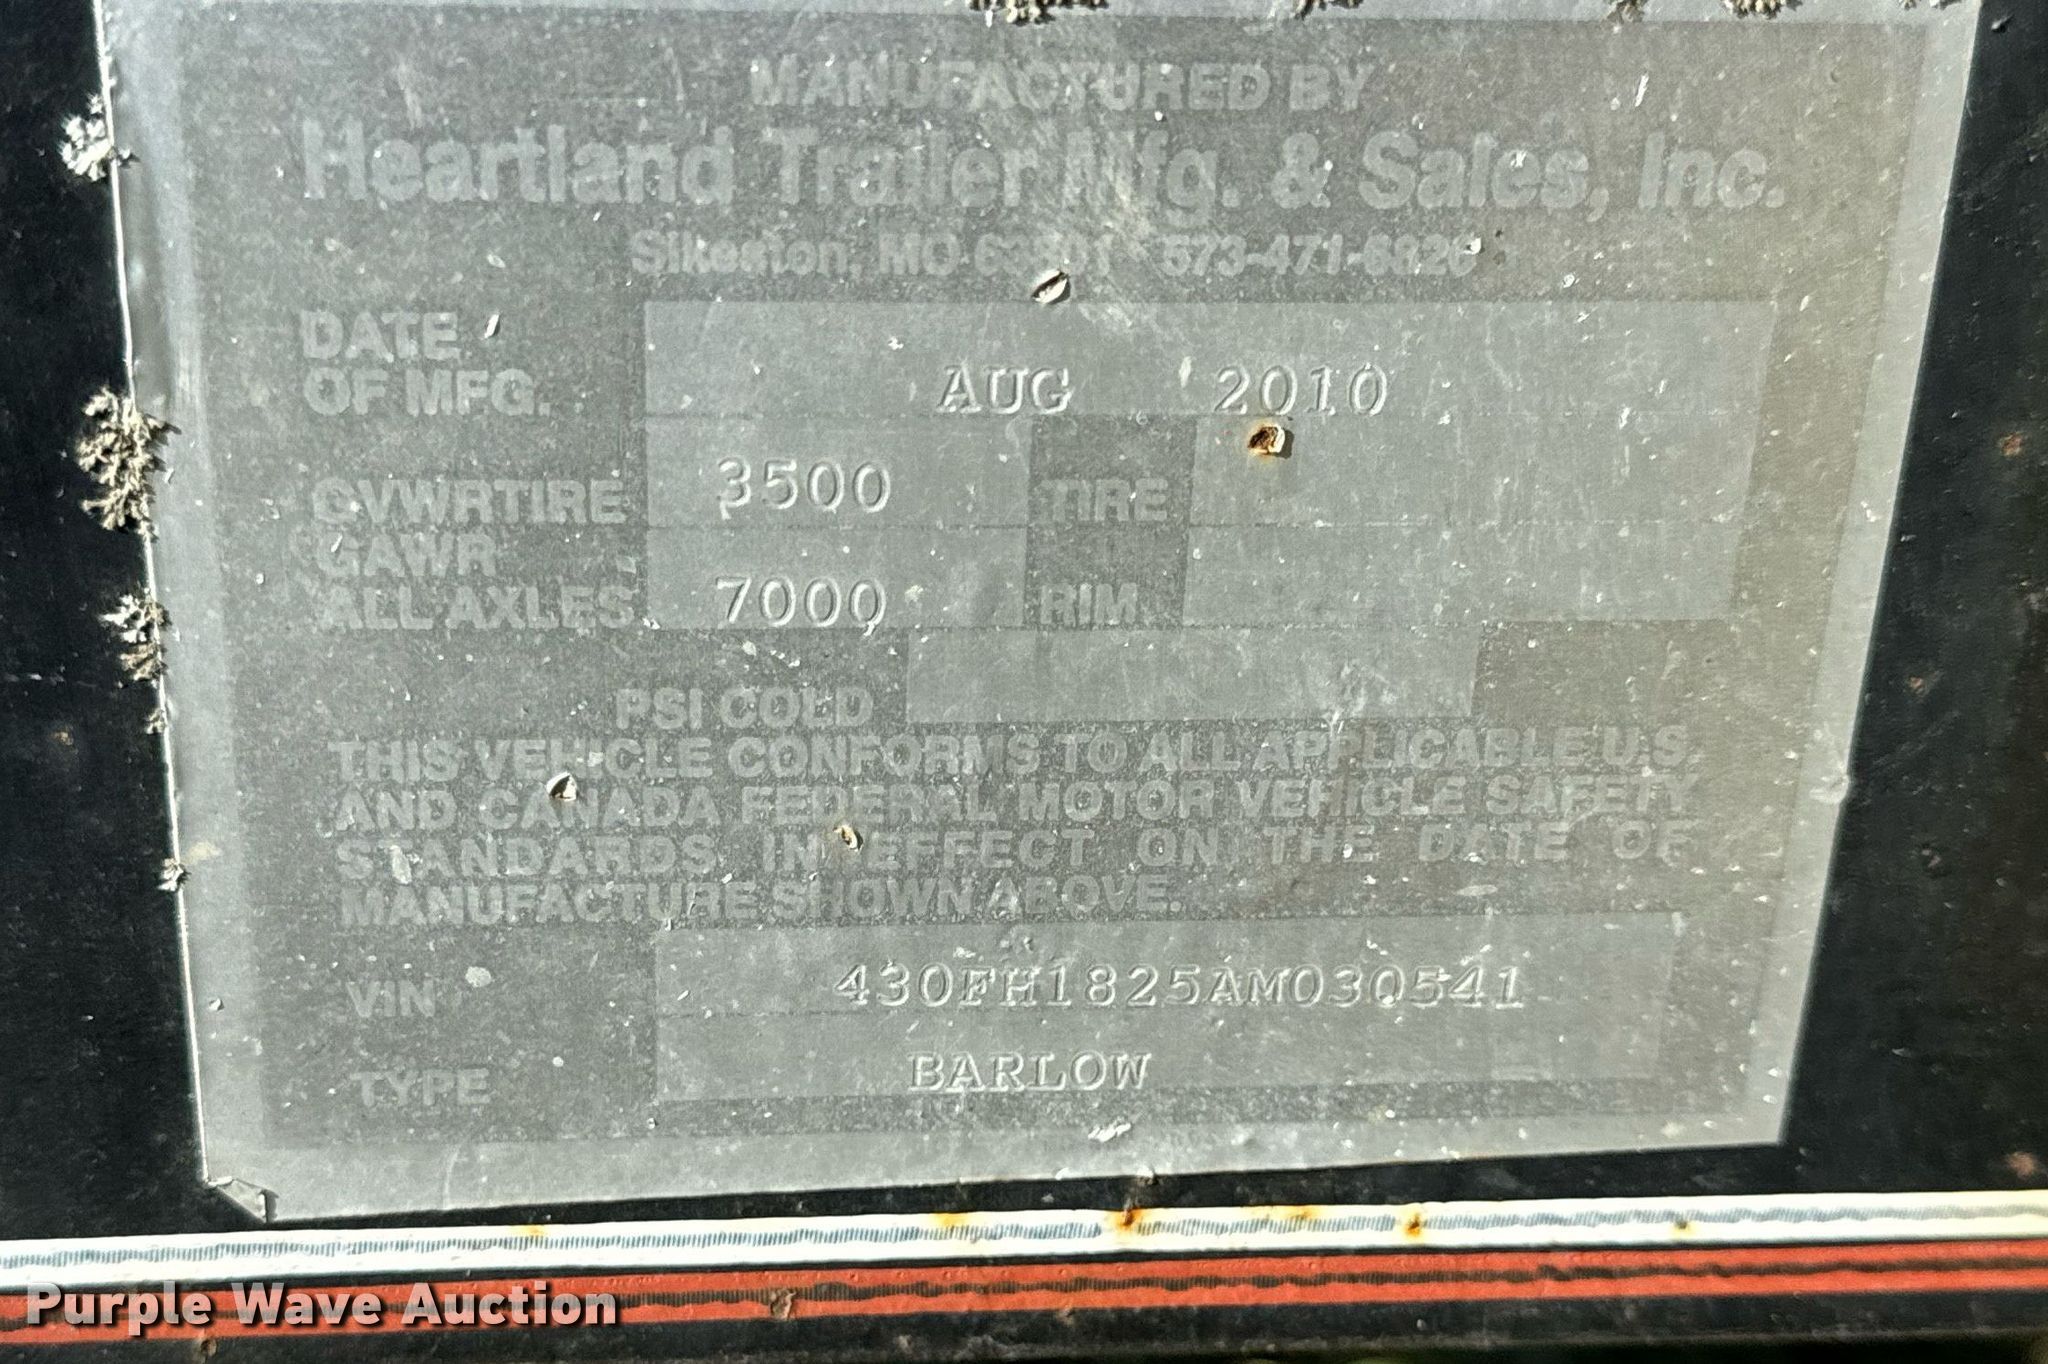 MANUFACTURED BY
Heartland Trailer Mfg. & Sales, Inc.
Sikeston, MO 63801 573-471-6826
DATE
OF MFG. AUG 2010
GVWRTIRE 3500 TIRE
GAWR
ALL AXLES 7000 RIM
PSI COLD
THIS VEHICLE CONFORMS TO ALL APPLICABLE U.S.
AND CANADA FEDERAL MOTOR VEHICLE SAFETY
STANDARDS IN EFFECT ON THE DATE OF
MANUFACTURE SHOWN ABOVE.
VIN 430FH1825AM030541
TYPE BARLOW
Purple Wave Auction